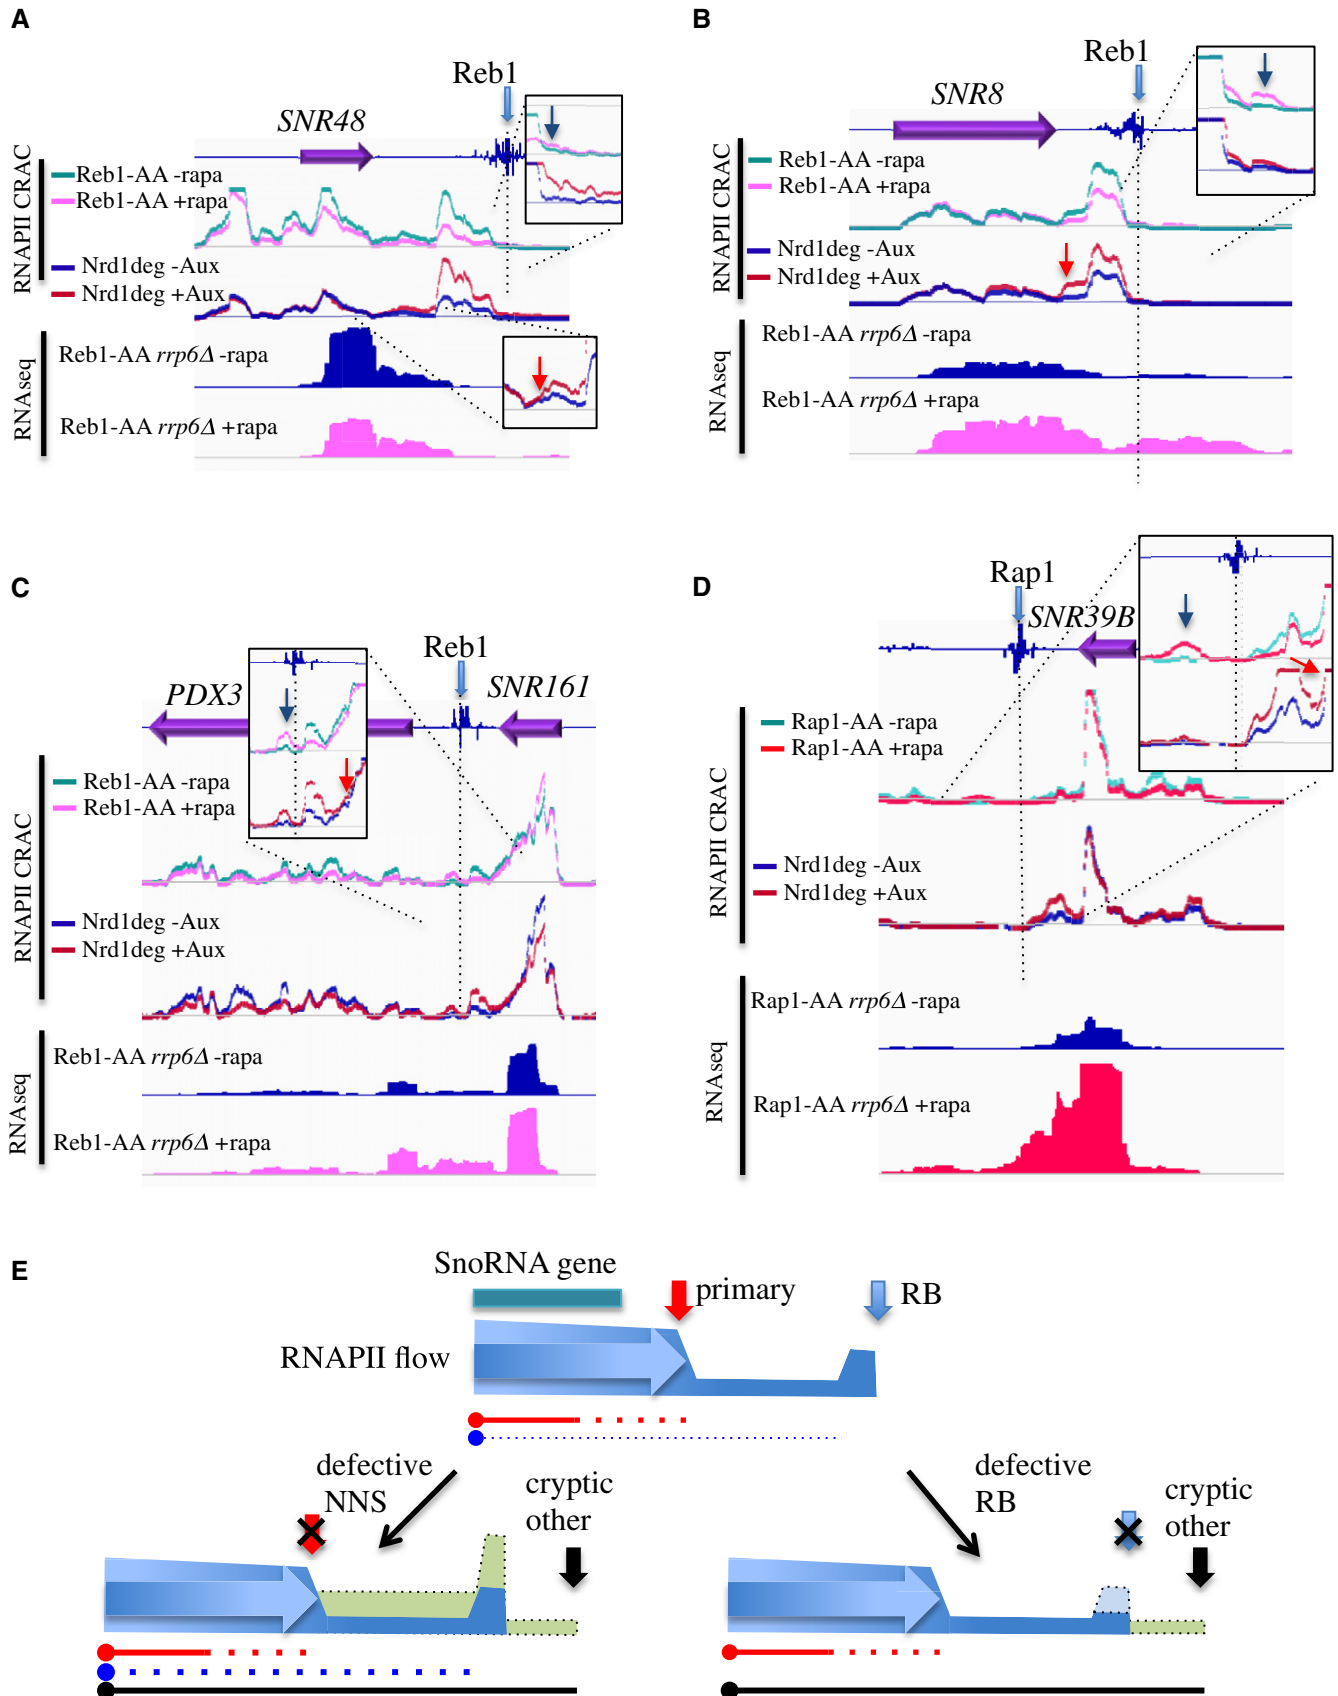 A
Reb1
SNR48
RNAPII CRAC
Reb1-AA -rapa
Reb1-AA +rapa
Nrd1deg -Aux
Nrd1deg +Aux
RNAseq
Reb1-AA rrp6Δ -rapa
Reb1-AA rrp6Δ +rapa
B
Reb1
SNR8
RNAPII CRAC
Reb1-AA -rapa
Reb1-AA +rapa
Nrd1deg -Aux
Nrd1deg +Aux
RNAseq
Reb1-AA rrp6Δ -rapa
Reb1-AA rrp6Δ +rapa
C
Reb1
PDX3
SNR161
RNAPII CRAC
Reb1-AA -rapa
Reb1-AA +rapa
Nrd1deg -Aux
Nrd1deg +Aux
RNAseq
Reb1-AA rrp6Δ -rapa
Reb1-AA rrp6Δ +rapa
D
Rap1
SNR39B
RNAPII CRAC
Rap1-AA -rapa
Rap1-AA +rapa
Nrd1deg -Aux
Nrd1deg +Aux
RNAseq
Rap1-AA rrp6Δ -rapa
Rap1-AA rrp6Δ +rapa
E
SnoRNA gene
primary
RB
RNAPII flow
defective
NNS
cryptic
other
defective
RB
cryptic
other